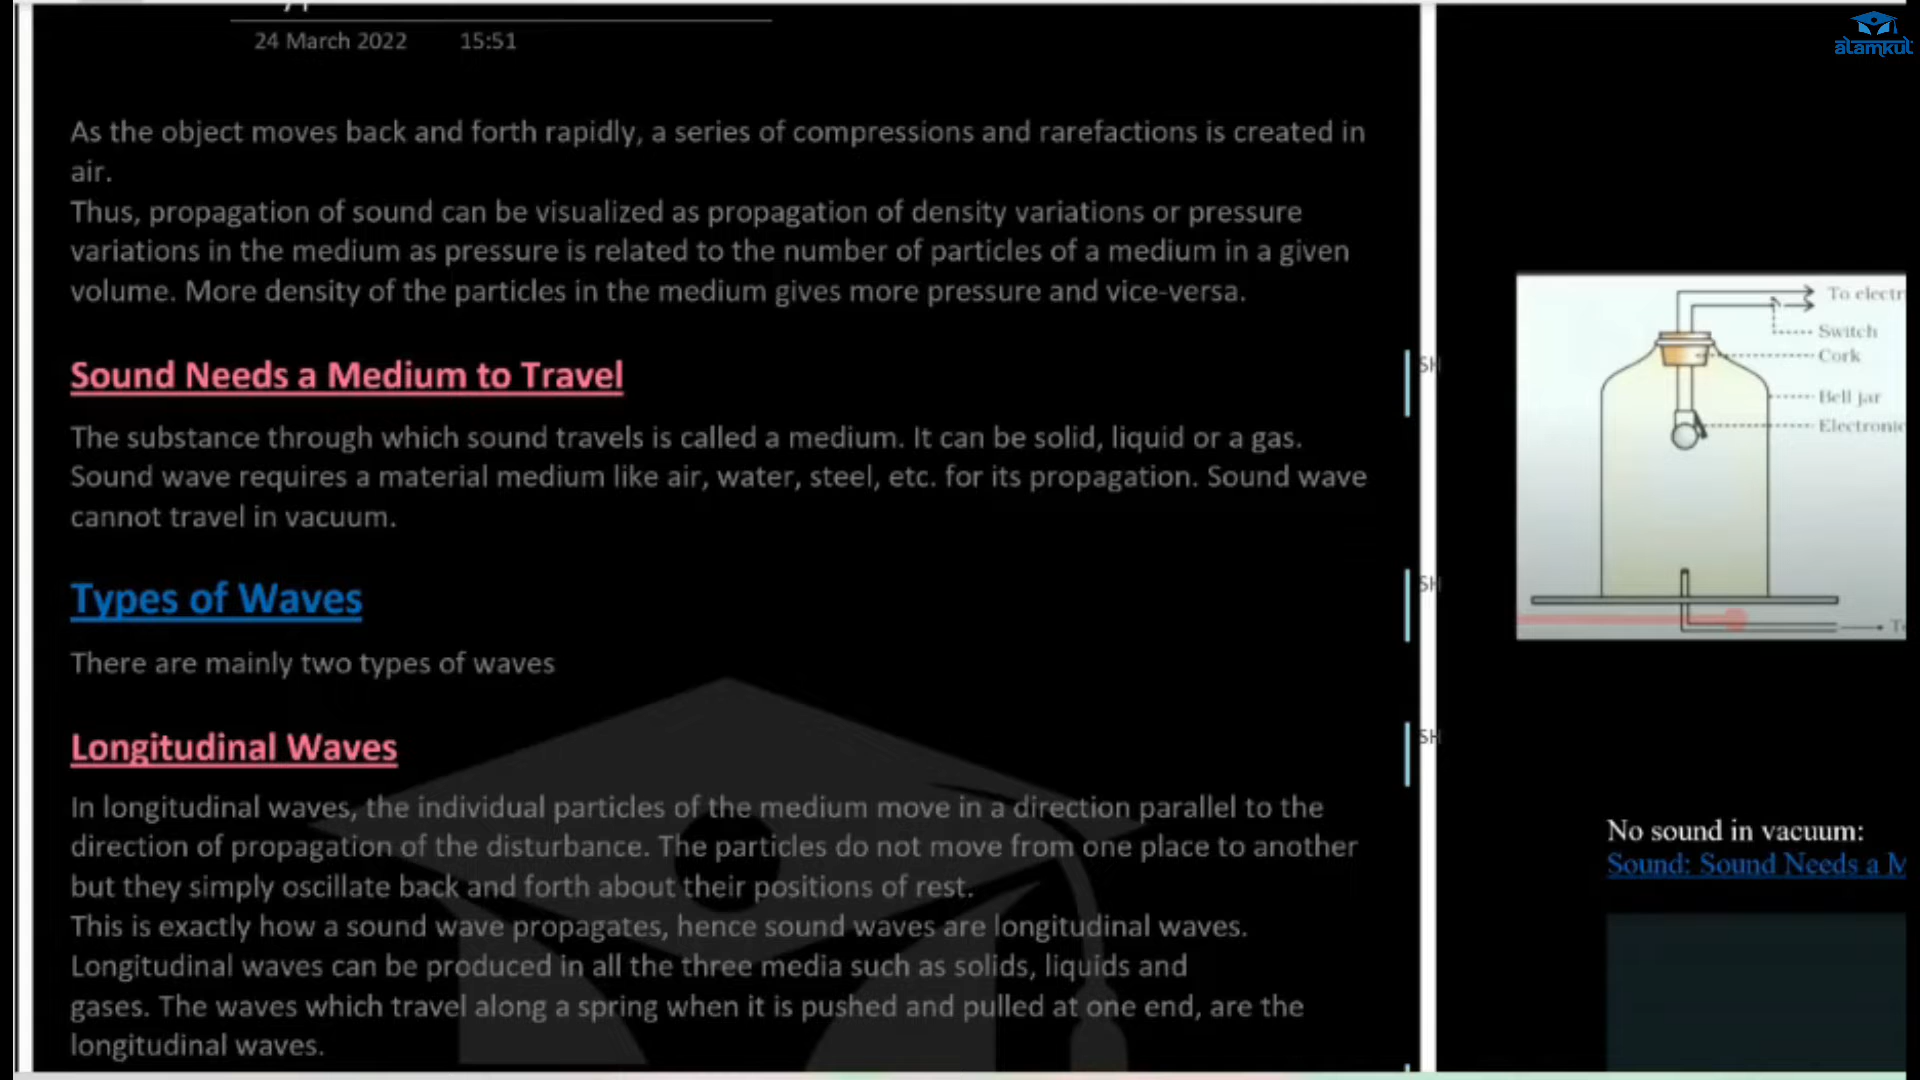 24 March 2022 15:51
As the object moves back and forth rapidly, a series of compressions and rarefactions is created in
air.
Thus, propagation of sound can be visualized as propagation of density variations or pressure
variations in the medium as pressure is related to the number of particles of a medium in a given
volume. More density of the particles in the medium gives more pressure and vice-versa.
Sound Needs a Medium to Travel
The substance through which sound travels is called a medium. It can be solid, liquid or a gas.
Sound wave requires a material medium like air, water, steel, etc. for its propagation. Sound wave
cannot travel in vacuum.
Types of Waves
There are mainly two types of waves
Longitudinal Waves
In longitudinal waves, the individual particles of the medium move in a direction parallel to the
direction of propagation of the disturbance. The particles do not move from one place to another
but they simply oscillate back and forth about their positions of rest.
This is exactly how a sound wave propagates, hence sound waves are longitudinal waves.
Longitudinal waves can be produced in all the three media such as solids, liquids and
gases. The waves which travel along a spring when it is pushed and pulled at one end, are the
longitudinal waves.
SH
SH
SH
alamkut
To electr
Switch
Cork
Bell jar
Electronic
No sound in vacuum:
Sound: Sound Needs a M